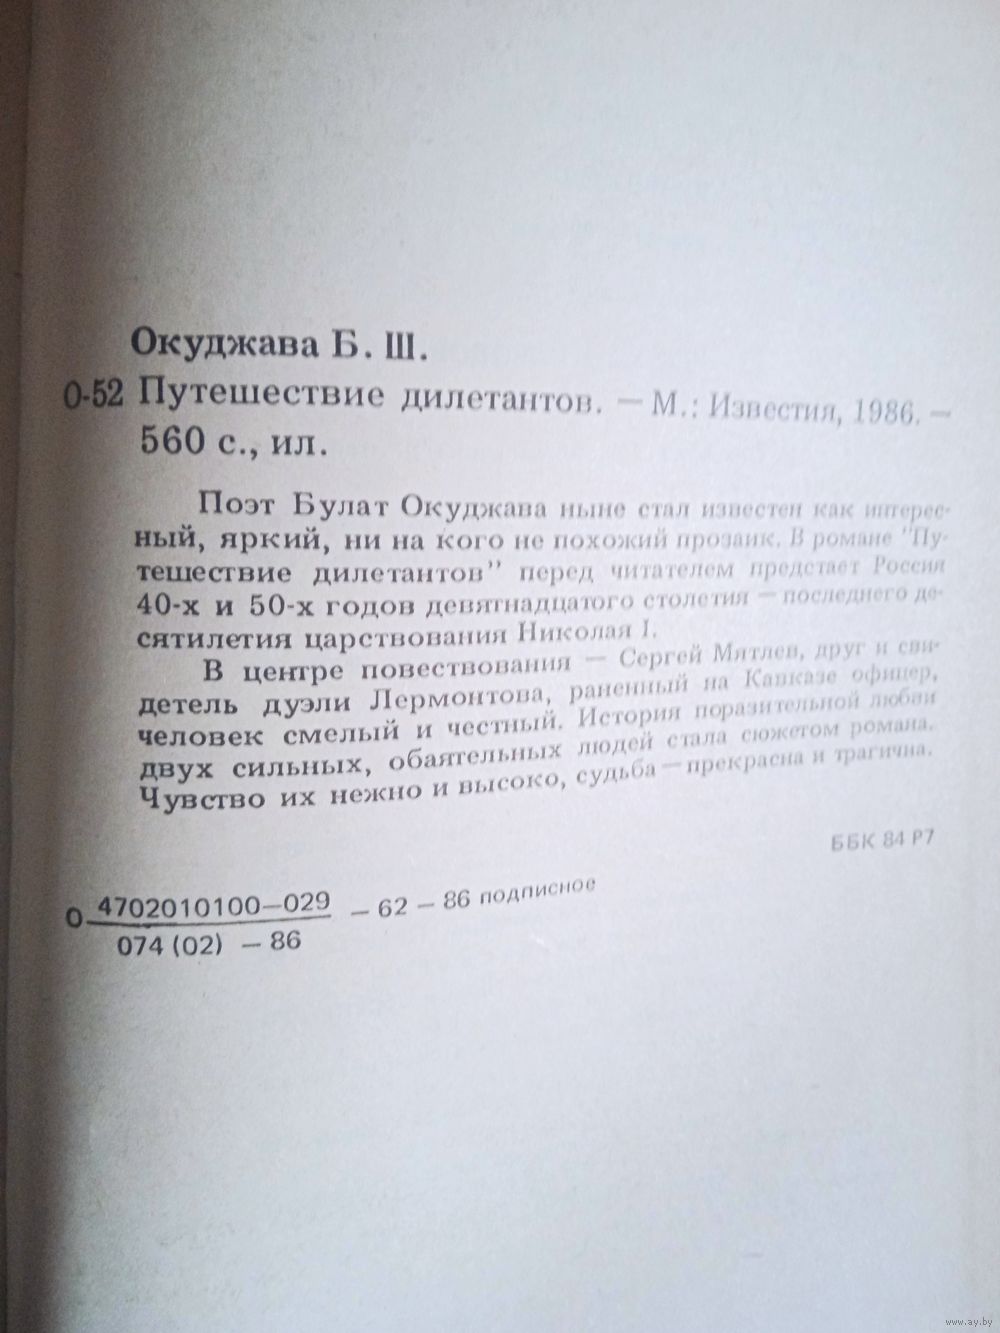 Окуджава Б. Ш.
О-52 Путешествие дилетантов. — М.: Известия, 1986. —
560 с., ил.
Поэт Булат Окуджава ныне стал известен как интерес-
ный, яркий, ни на кого не похожий прозаик. В романе "Пу-
тешествие дилетантов" перед читателем предстает Россия
40-х и 50-х годов девятнадцатого столетия — последнего де-
сятилетия царствования Николая I.
В центре повествования — Сергей Мятлев, друг и сви-
детель дуэли Лермонтова, раненный на Кавказе офицер,
человек смелый и честный. История поразительной любви
двух сильных, обаятельных людей стала сюжетом романа.
Чувство их нежно и высоко, судьба — прекрасна и трагична.
ББК 84 Р7
О 4702010100—029 — 62 — 86 подписное
074 (02) — 86
www.ay.by